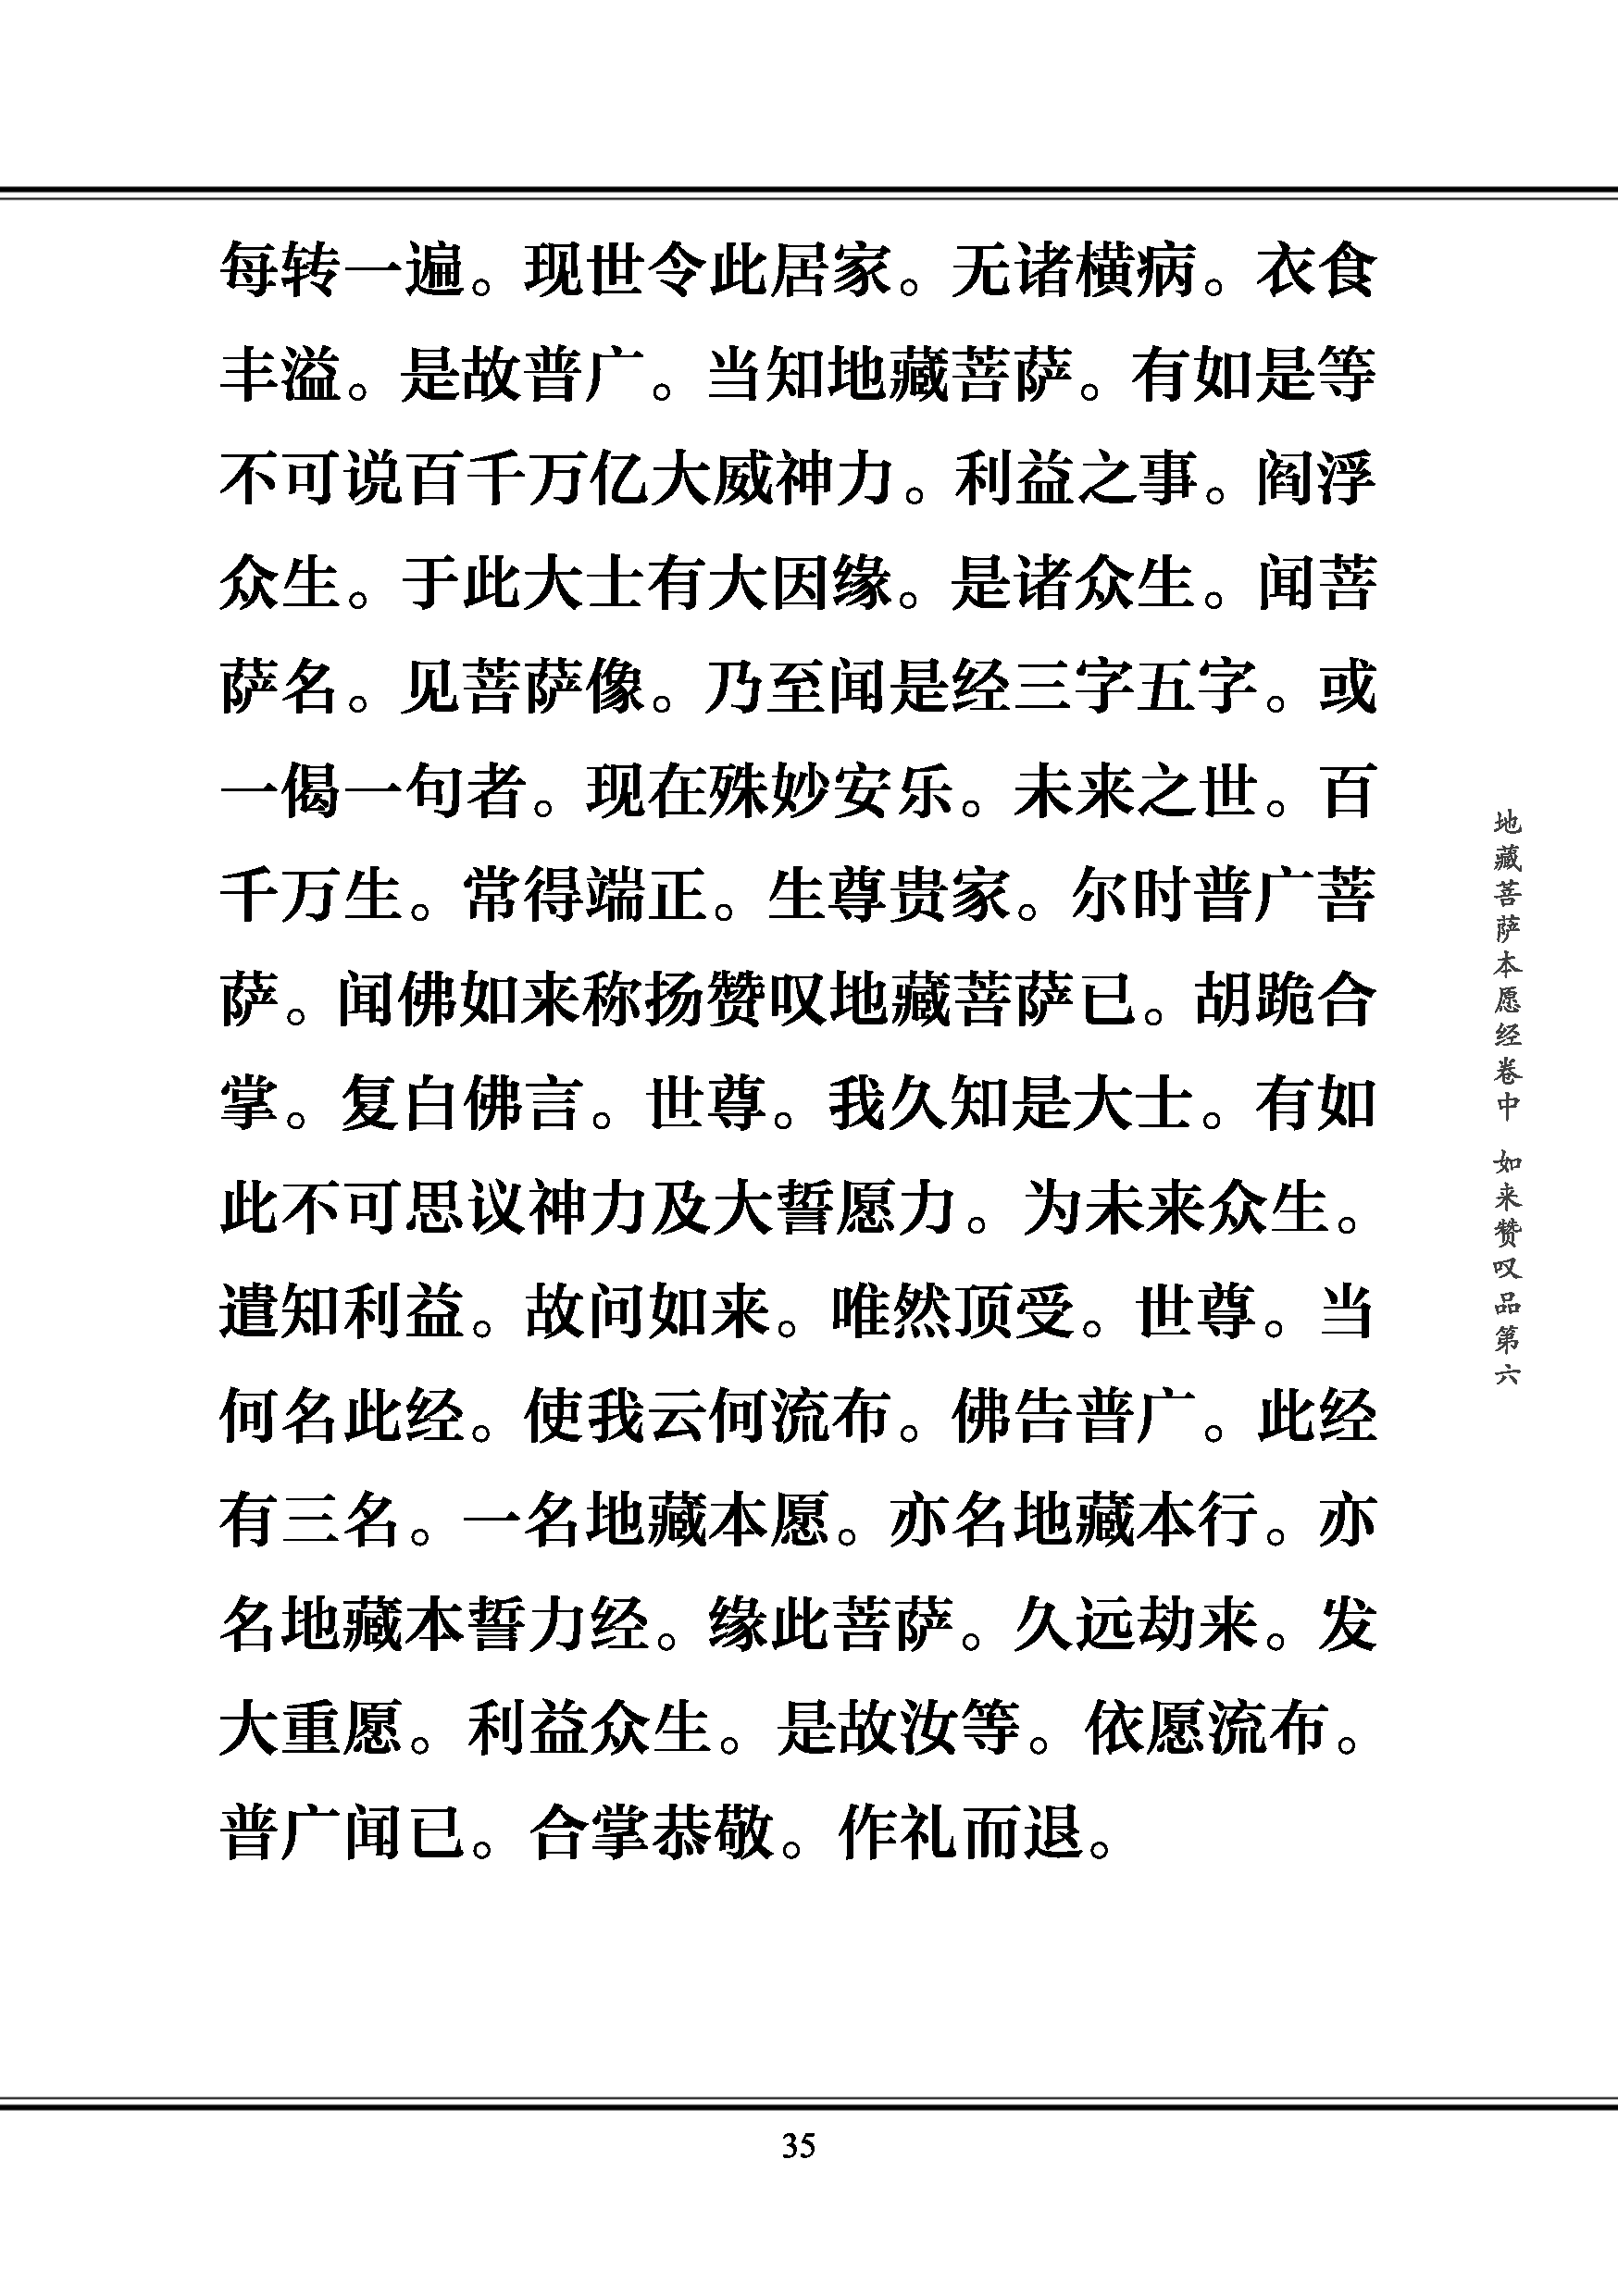 每转一遍。现世令此居家。无诸横病。衣食
丰溢。是故普广。当知地藏菩萨。有如是等
不可说百千万亿大威神力。利益之事。阎浮
众生。于此大士有大因缘。是诸众生。闻菩
萨名。见菩萨像。乃至闻是经三字五字。或
一偈一句者。现在殊妙安乐。未来之世。百
千万生。常得端正。生尊贵家。尔时普广菩
萨。闻佛如来称扬赞叹地藏菩萨已。胡跪合
掌。复白佛言。世尊。我久知是大士。有如
此不可思议神力及大誓愿力。为未来众生。
遣知利益。故问如来。唯然顶受。世尊。当
何名此经。使我云何流布。佛告普广。此经
有三名。一名地藏本愿。亦名地藏本行。亦
名地藏本誓力经。缘此菩萨。久远劫来。发
大重愿。利益众生。是故汝等。依愿流布。
普广闻已。合掌恭敬。作礼而退。
地藏菩萨本愿经卷中 如来赞叹品第六
35